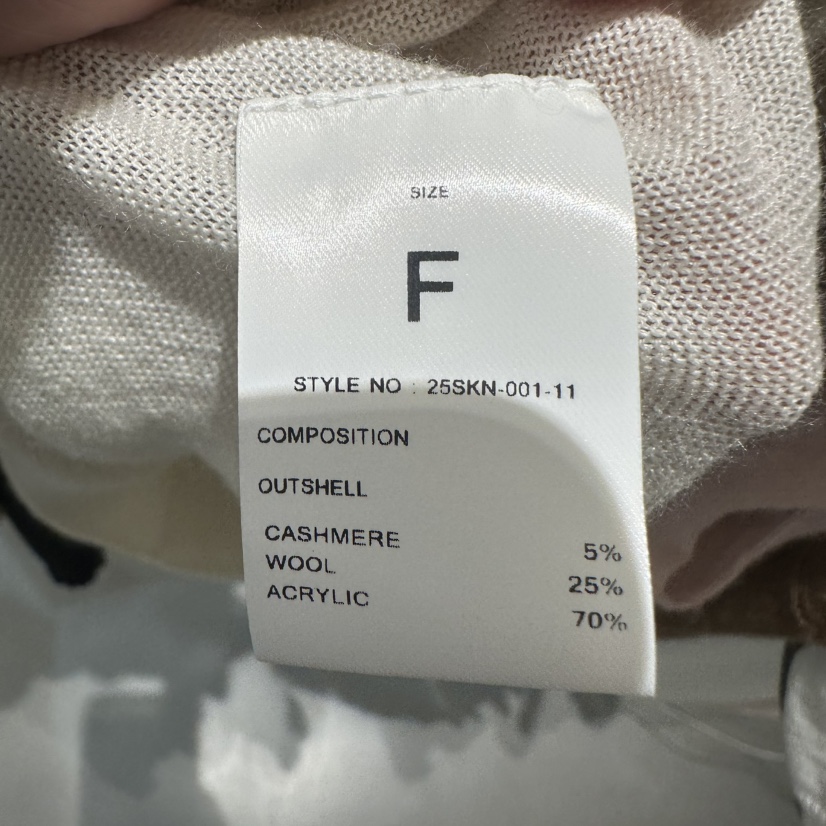 SIZE
F
STYLE NO : 25SKN-001-11
COMPOSITION
OUTSHELL
CASHMERE 5%
WOOL 25%
ACRYLIC 70%